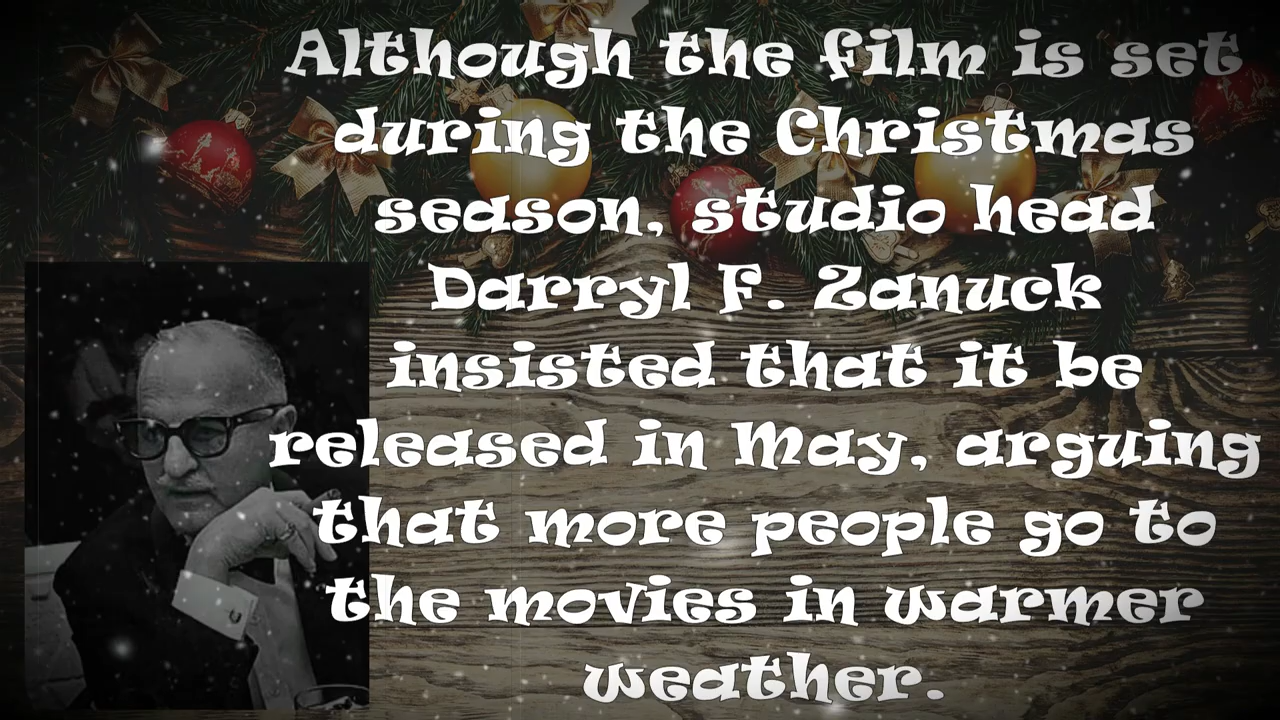 Although the film is set
during the Christmas
season, studio head
Darryl F. Zanuck
insisted that it be
released in May, arguing
that more people go to
the movies in warmer
weather.